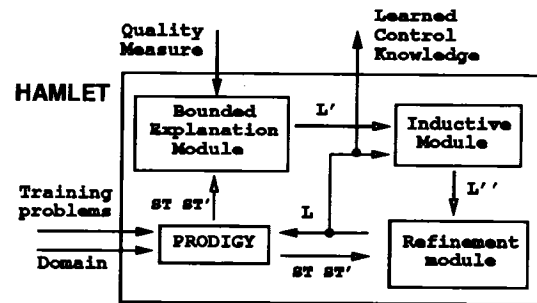 Quality
Measure
Learned
Control
Knowledge
HAMLET
Bounded
Explanation
Module
L'
Inductive
Module
Training
problems
ST ST'
L
L''
PRODIGY
Domain
ST ST'
Refinement
module